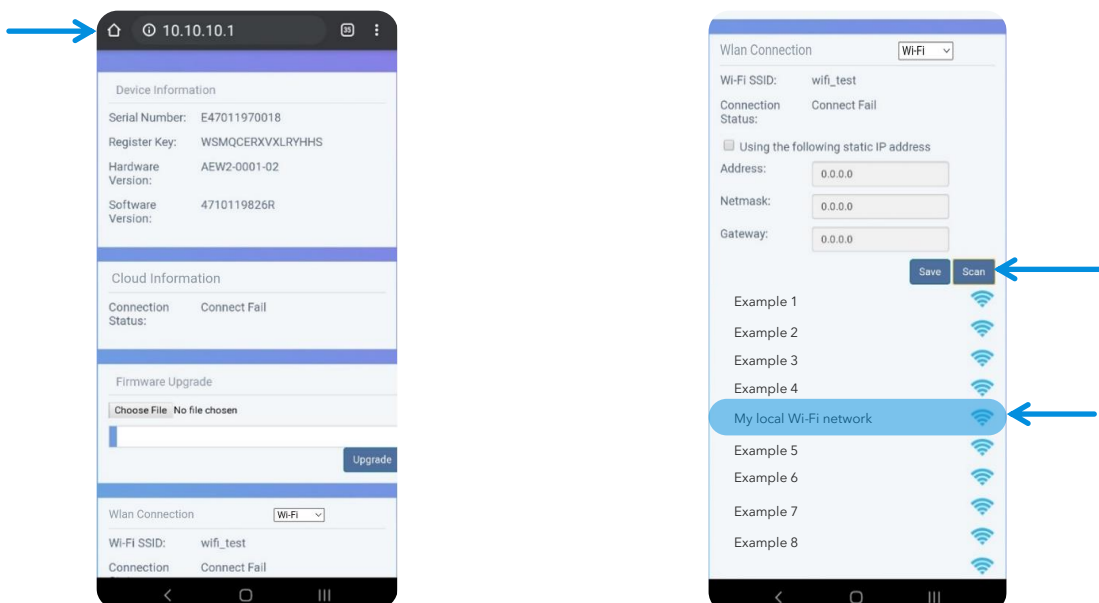 10.10.10.1
35
Device Information
Serial Number: E47011970018
Register Key: WSMQCERXVXLRYHHS
Hardware Version: AEW2-0001-02
Software Version: 4710119826R
Cloud Information
Connection Status: Connect Fail
Firmware Upgrade
Choose File No file chosen
Upgrade
Wlan Connection Wi-Fi
Wi-Fi SSID: wifi_test
Connection Connect Fail
Wlan Connection Wi-Fi
Wi-Fi SSID: wifi_test
Connection Status: Connect Fail
Using the following static IP address
Address: 0.0.0.0
Netmask: 0.0.0.0
Gateway: 0.0.0.0
Save Scan
Example 1
Example 2
Example 3
Example 4
My local Wi-Fi network
Example 5
Example 6
Example 7
Example 8